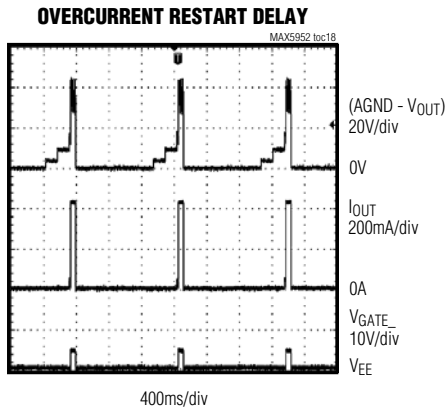 OVERCURRENT RESTART DELAY
MAX5952 toc18
(AGND - VOUT)
20V/div
0V
IOUT
200mA/div
0A
VGATE_
10V/div
VEE
400ms/div